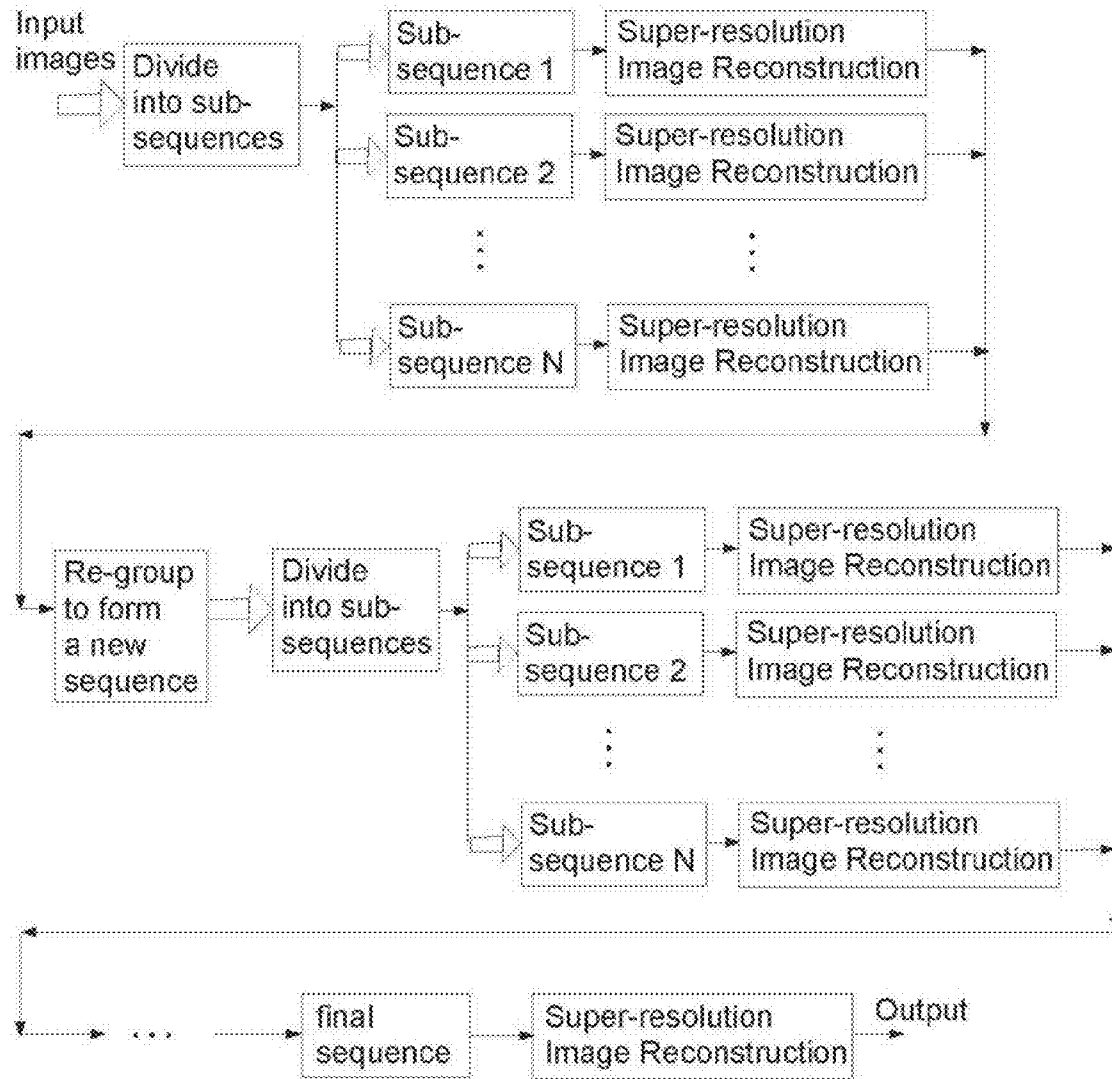 Input
images
Divide
into sub-
sequences
Sub-
sequence 1
Super-resolution
Image Reconstruction
Sub-
sequence 2
Super-resolution
Image Reconstruction
Sub-
sequence N
Super-resolution
Image Reconstruction
Re-group
to form
a new
sequence
Divide
into sub-
sequences
Sub-
sequence 1
Super-resolution
Image Reconstruction
Sub-
sequence 2
Super-resolution
Image Reconstruction
Sub-
sequence N
Super-resolution
Image Reconstruction
final
sequence
Super-resolution
Image Reconstruction
Output